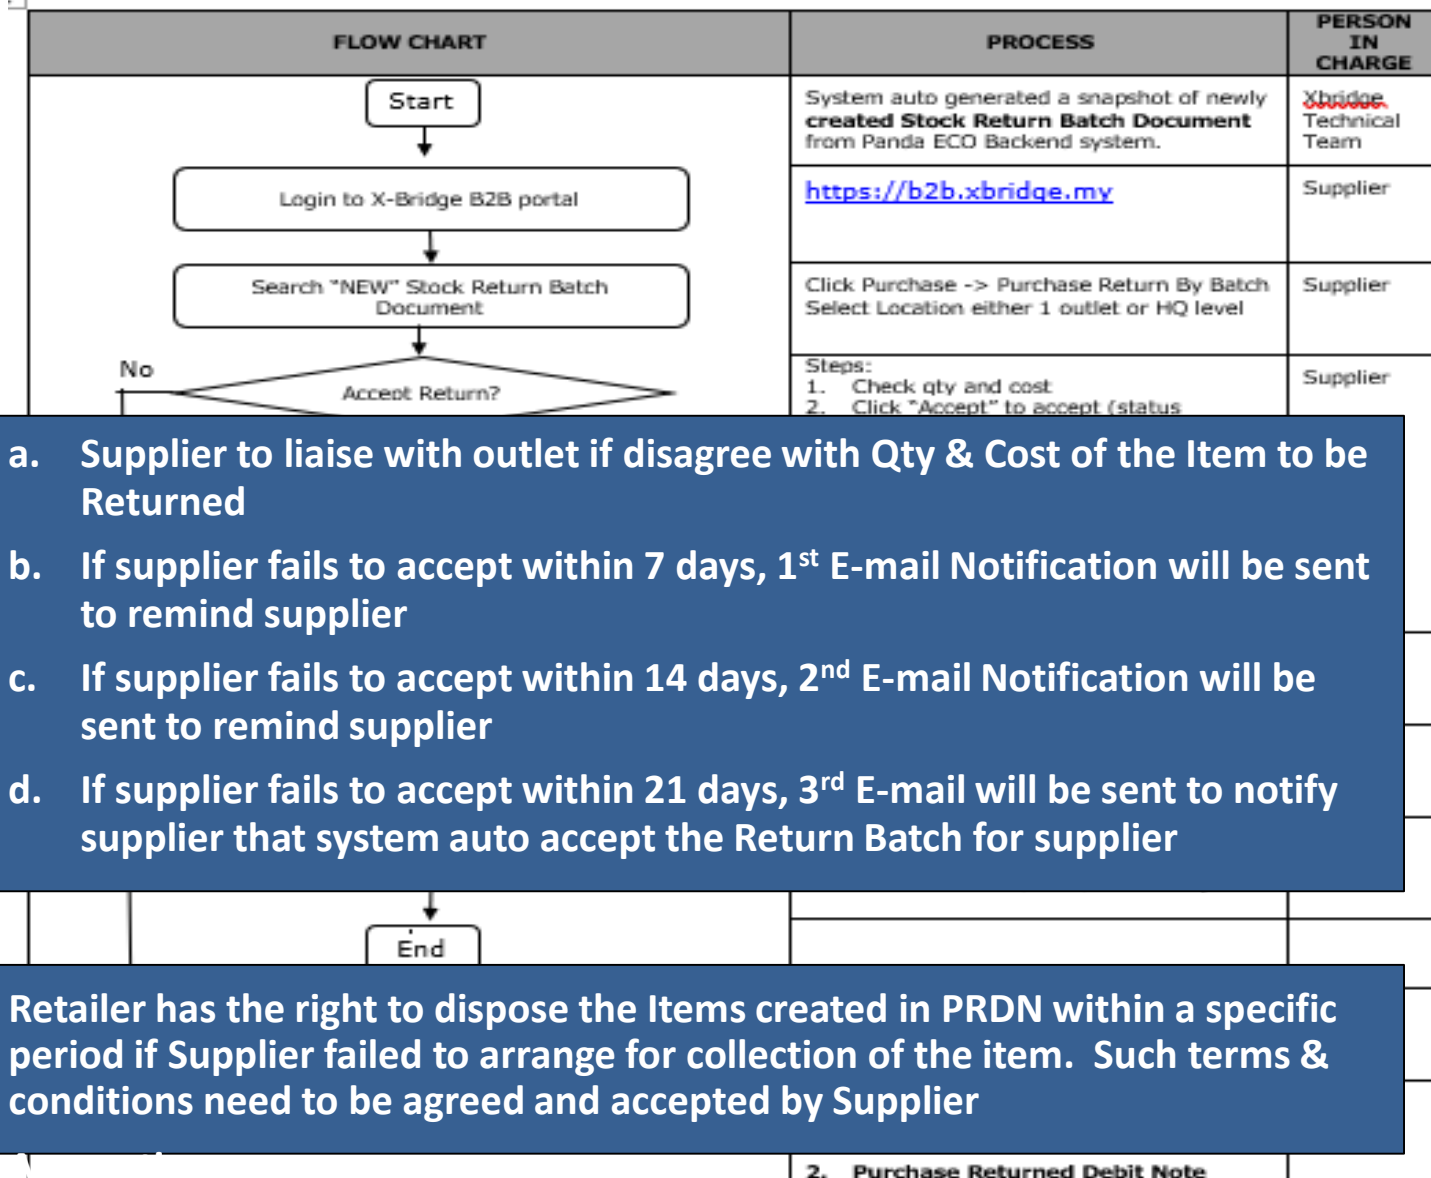 FLOW CHART
PROCESS
PERSON
IN
CHARGE
Start
System auto generated a snapshot of newly
created Stock Return Batch Document
from Panda ECO Backend system.
Xbridge
Technical
Team
Login to X-Bridge B2B portal
https://b2b.xbridge.my
Supplier
Search "NEW" Stock Return Batch
Document
Click Purchase -> Purchase Return By Batch
Select Location either 1 outlet or HQ level
Supplier
No
Accept Return?
Steps:
1. Check qty and cost
2. Click "Accept" to accept (status
Supplier
a. Supplier to liaise with outlet if disagree with Qty & Cost of the Item to be
Returned
b. If supplier fails to accept within 7 days, 1st E-mail Notification will be sent
to remind supplier
c. If supplier fails to accept within 14 days, 2nd E-mail Notification will be
sent to remind supplier
d. If supplier fails to accept within 21 days, 3rd E-mail will be sent to notify
supplier that system auto accept the Return Batch for supplier
End
Retailer has the right to dispose the Items created in PRDN within a specific
period if Supplier failed to arrange for collection of the item. Such terms &
conditions need to be agreed and accepted by Supplier
2. Purchase Returned Debit Note